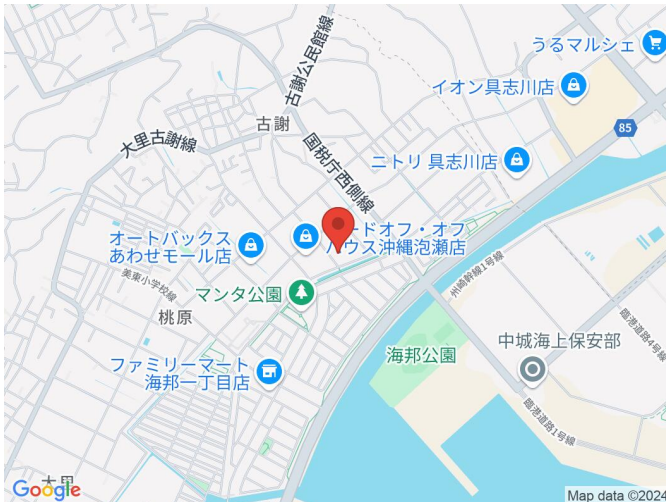 うるマルシェ
イオン具志川店
古謝公民館線
85
古謝
大里古謝線
国税庁西側線
ニトリ 具志川店
ードオフ・オフ
ハウス沖縄泡瀬店
オートバックス
あわせモール店
美東小学校線
マンタ公園
州崎幹線1号線
臨港道路4号線
桃原
中城海上保安部
海邦公園
ファミリーマート
海邦一丁目店
臨港道路1号線
大里
Google
Map data ©2024